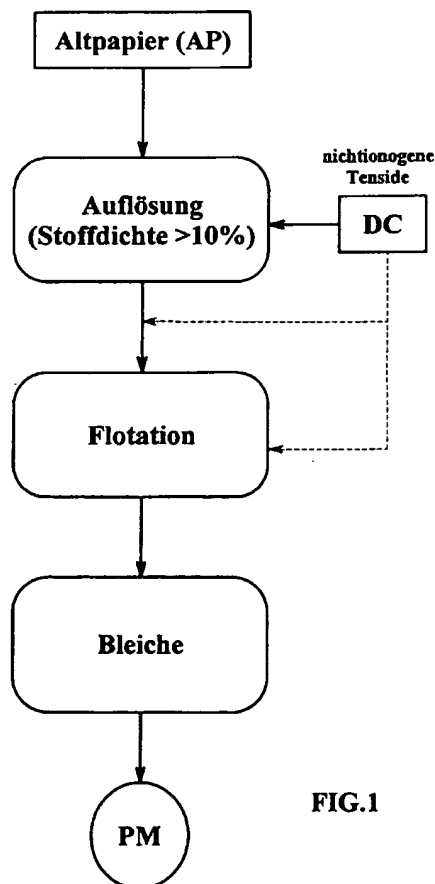 Altpapier (AP)
nichtionogene
Tenside
Auflösung
(Stoffdichte >10%)
DC
Flotation
Bleiche
FIG.1
PM